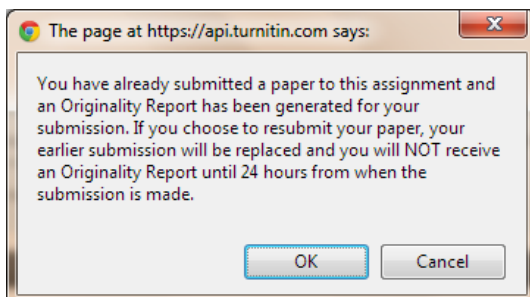 The page at https://api.turnitin.com says:
X
You have already submitted a paper to this assignment and
an Originality Report has been generated for your
submission. If you choose to resubmit your paper, your
earlier submission will be replaced and you will NOT receive
an Originality Report until 24 hours from when the
submission is made.
OK
Cancel